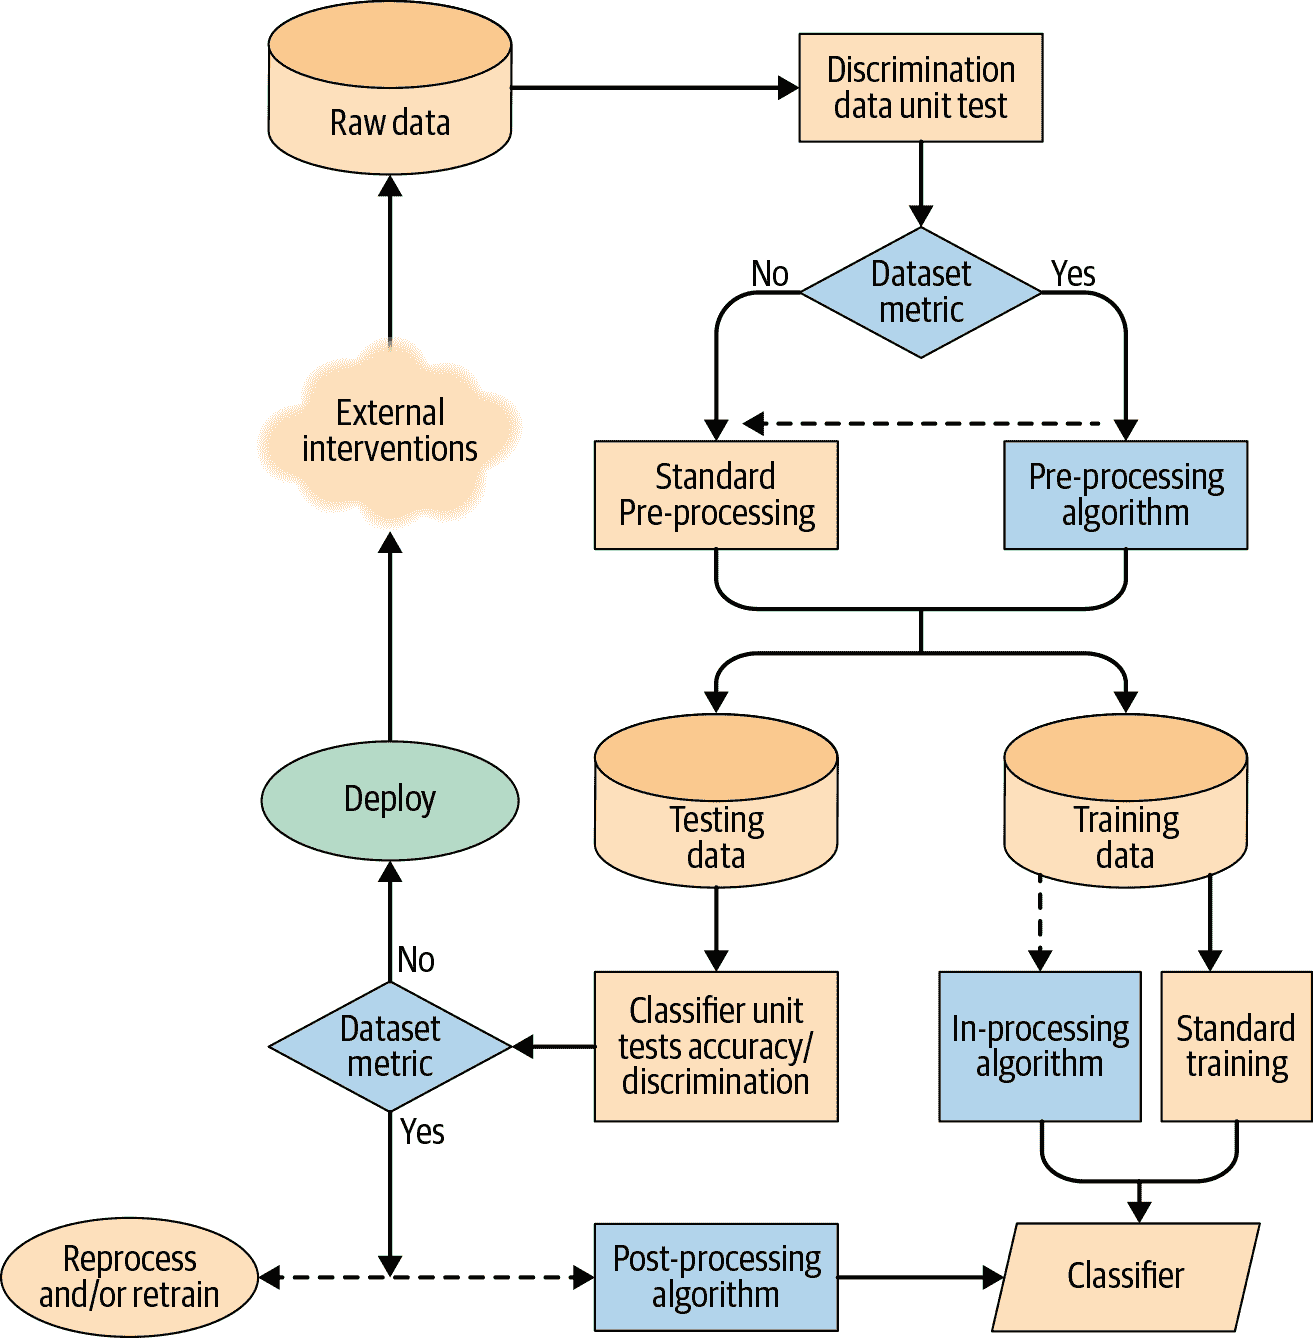 Raw data
Discrimination
data unit test
No
Dataset
metric
Yes
External
interventions
Standard
Pre-processing
Pre-processing
algorithm
Deploy
Testing
data
Training
data
No
Dataset
metric
Yes
Classifier unit
tests accuracy/
discrimination
In-processing
algorithm
Standard
training
Reprocess
and/or retrain
Post-processing
algorithm
Classifier